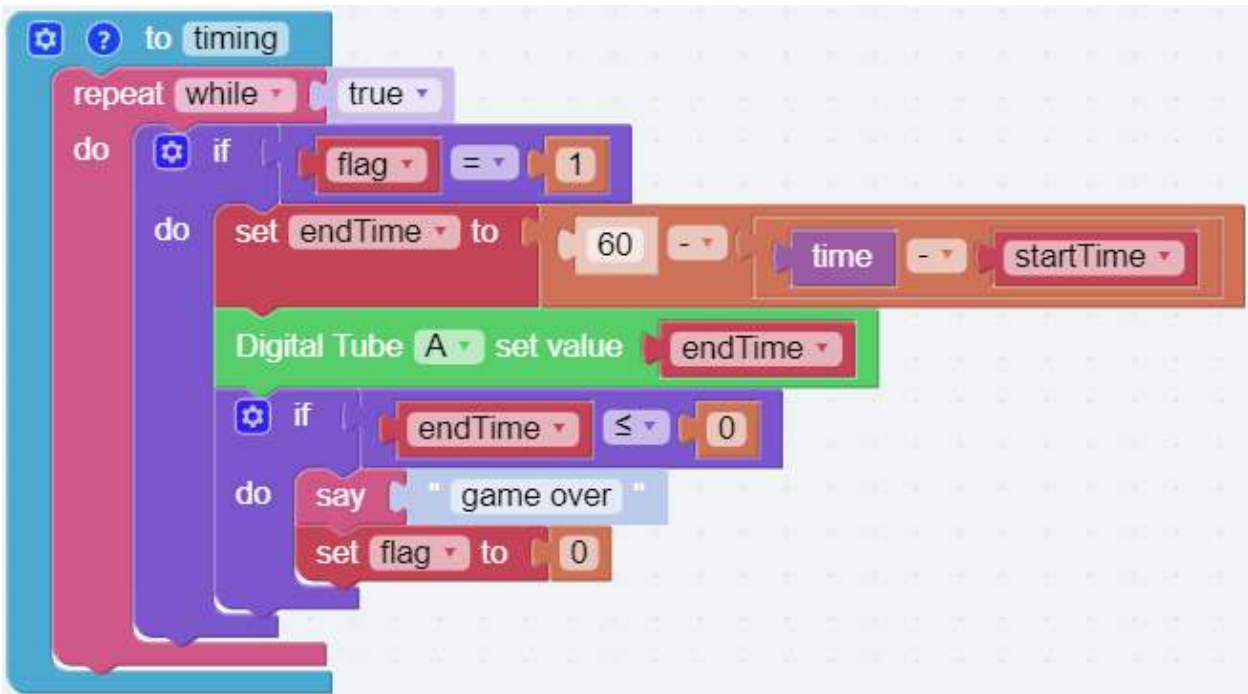 ? to timing
repeat while true
do if flag = 1
do set endTime to 60 - time - startTime
Digital Tube A set value endTime
if endTime ≤ 0
do say " game over "
set flag to 0